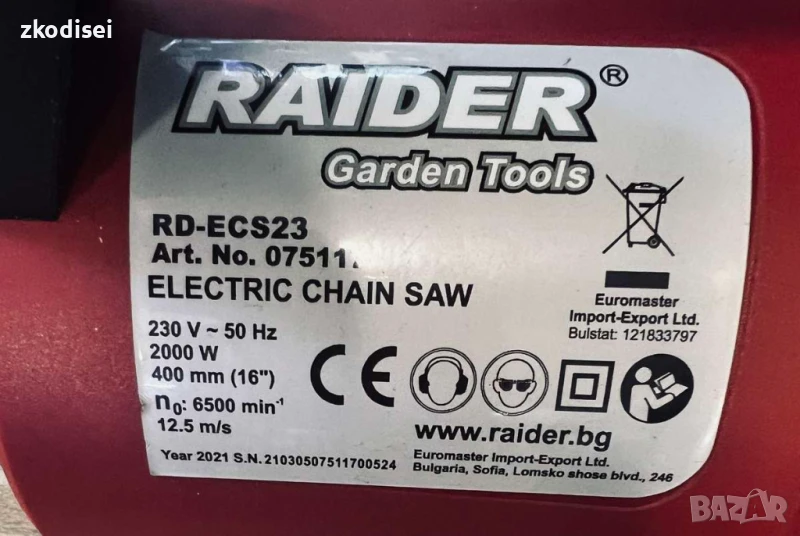 zkodisei
RAIDER®
Garden Tools
RD-ECS23
Art. No.
ELECTRIC CHAIN SAW
230 V ~ 50 Hz
2000 W
400 mm (16")
n₀: 6500 min⁻¹
12.5 m/s
Year 2021 S.N. 21030507511700524
Euromaster
Import-Export Ltd.
Bulstat: 121833797
CE
www.raider.bg
Euromaster Import-Export Ltd.
Bulgaria, Sofia, Lomsko shose blvd., 246
BAZAR